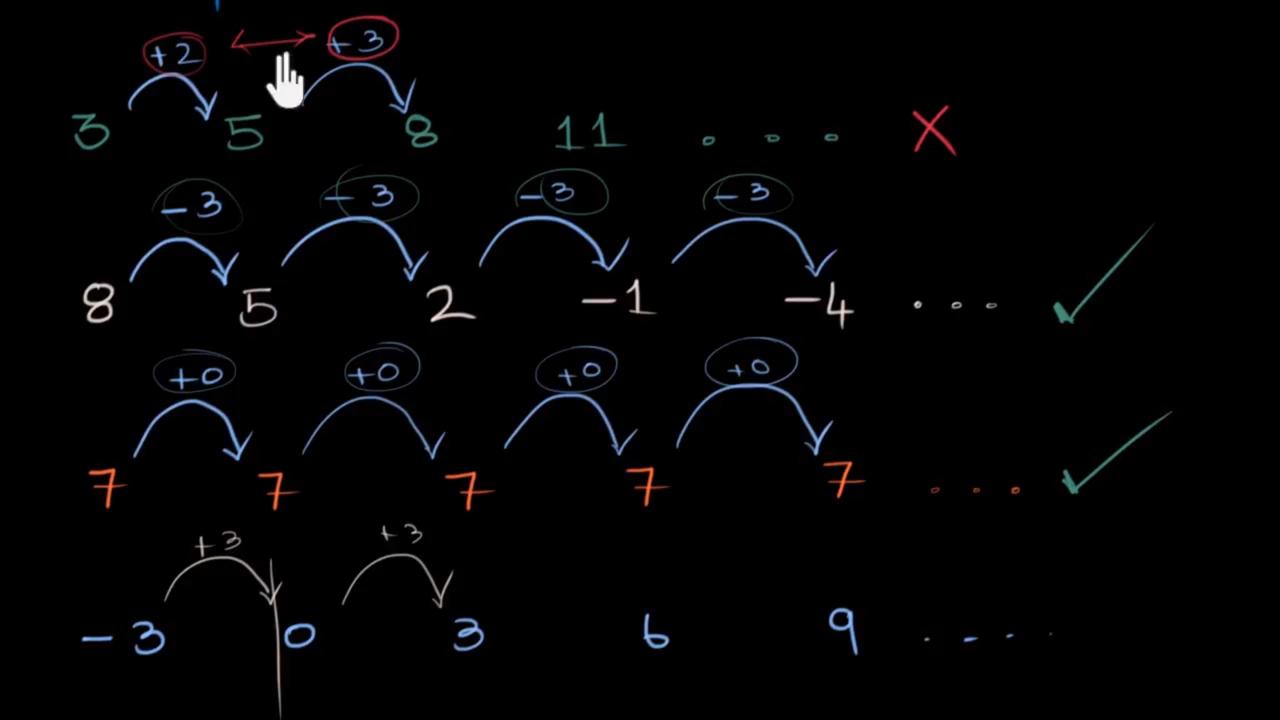 +2 +3
3 5 8 11 . . . X
-3 -3 -3 -3
8 5 2 -1 -4 . . . ✓
+0 +0 +0 +0
7 7 7 7 7 . . . ✓
+3 +3
-3 0 3 6 9 . . . .